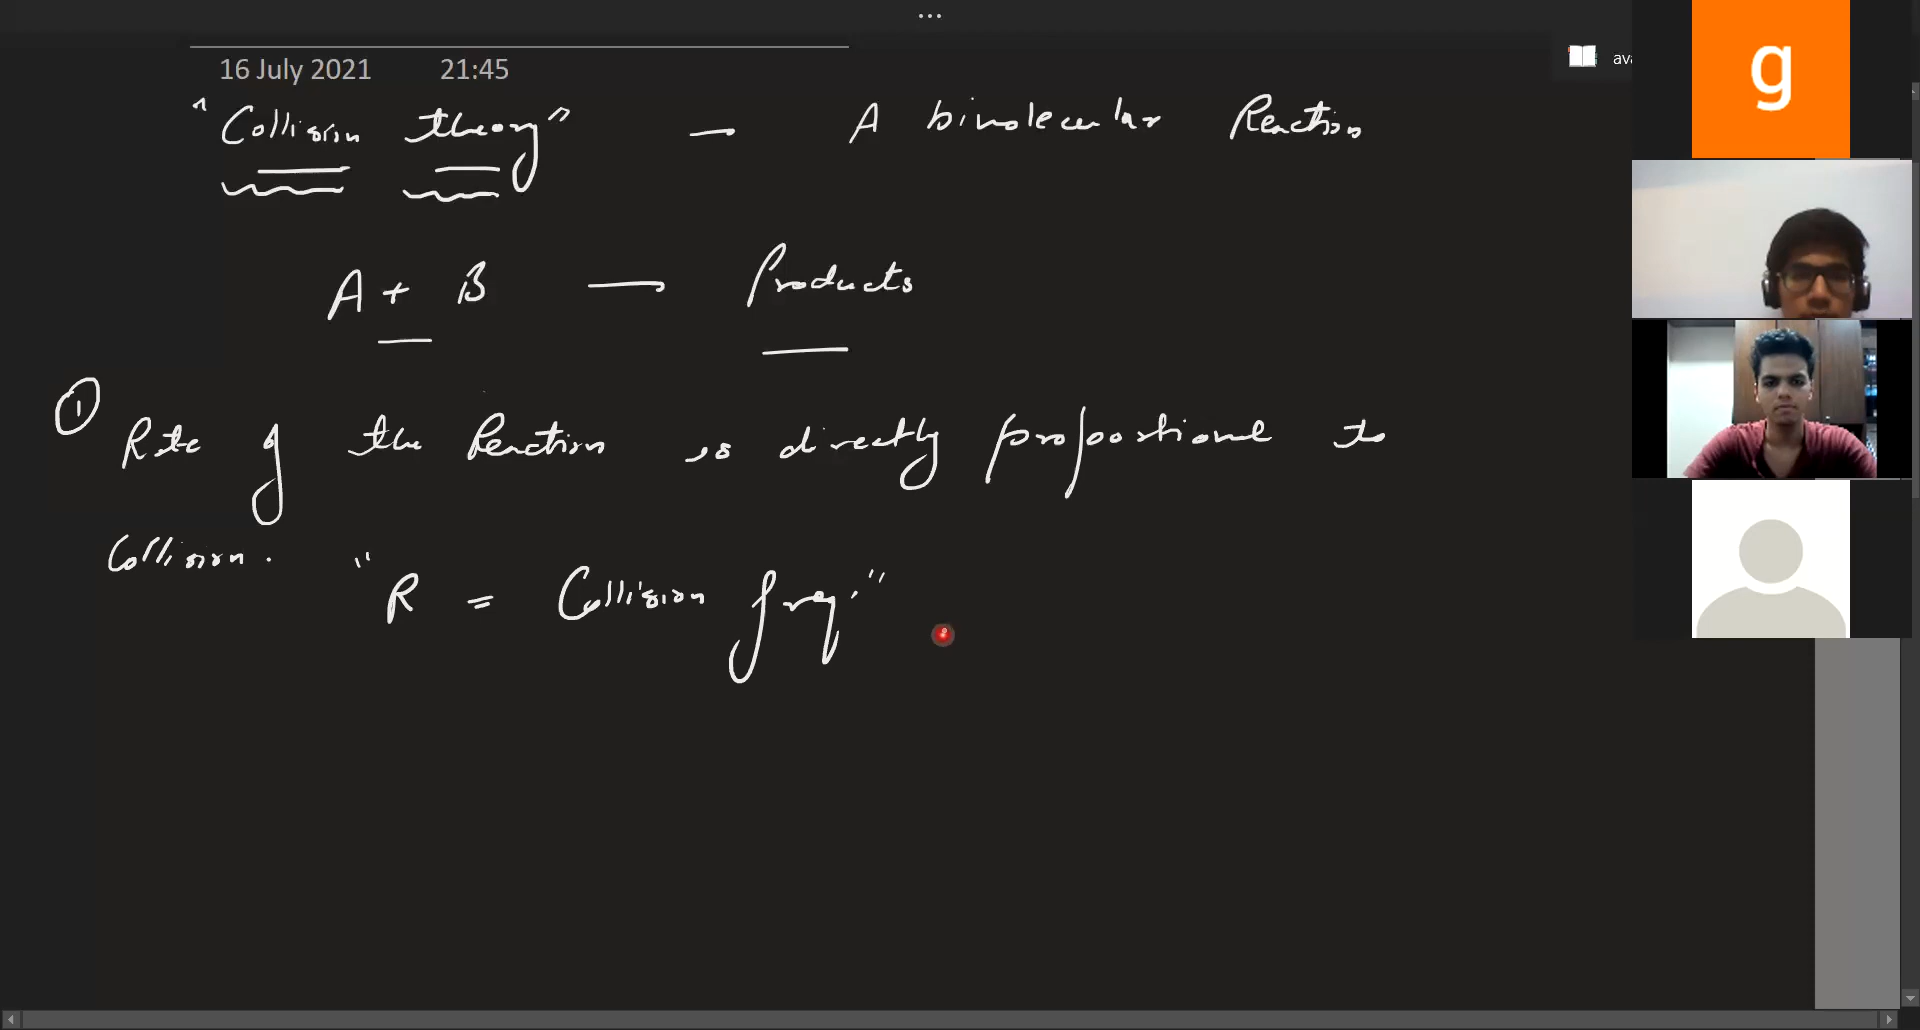 ...
16 July 2021 21:45
"Collision theory" — A bimolecular Reaction
A + B — Products
① Rate of the Reaction is directly proportional to
Collision. "R = Collision freq."
ava
g